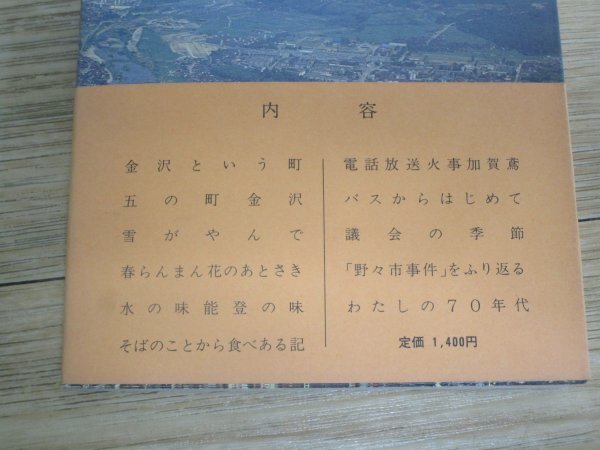 内容
金沢という町
五の町金沢
雪がやんで
春らんまん花のあとさき
水の味能登の味
そばのことから食べある記
電話放送火事加賀鳶
バスからはじめて
議会の季節
「野々市事件」をふり返る
わたしの70年代
定価 1,400円